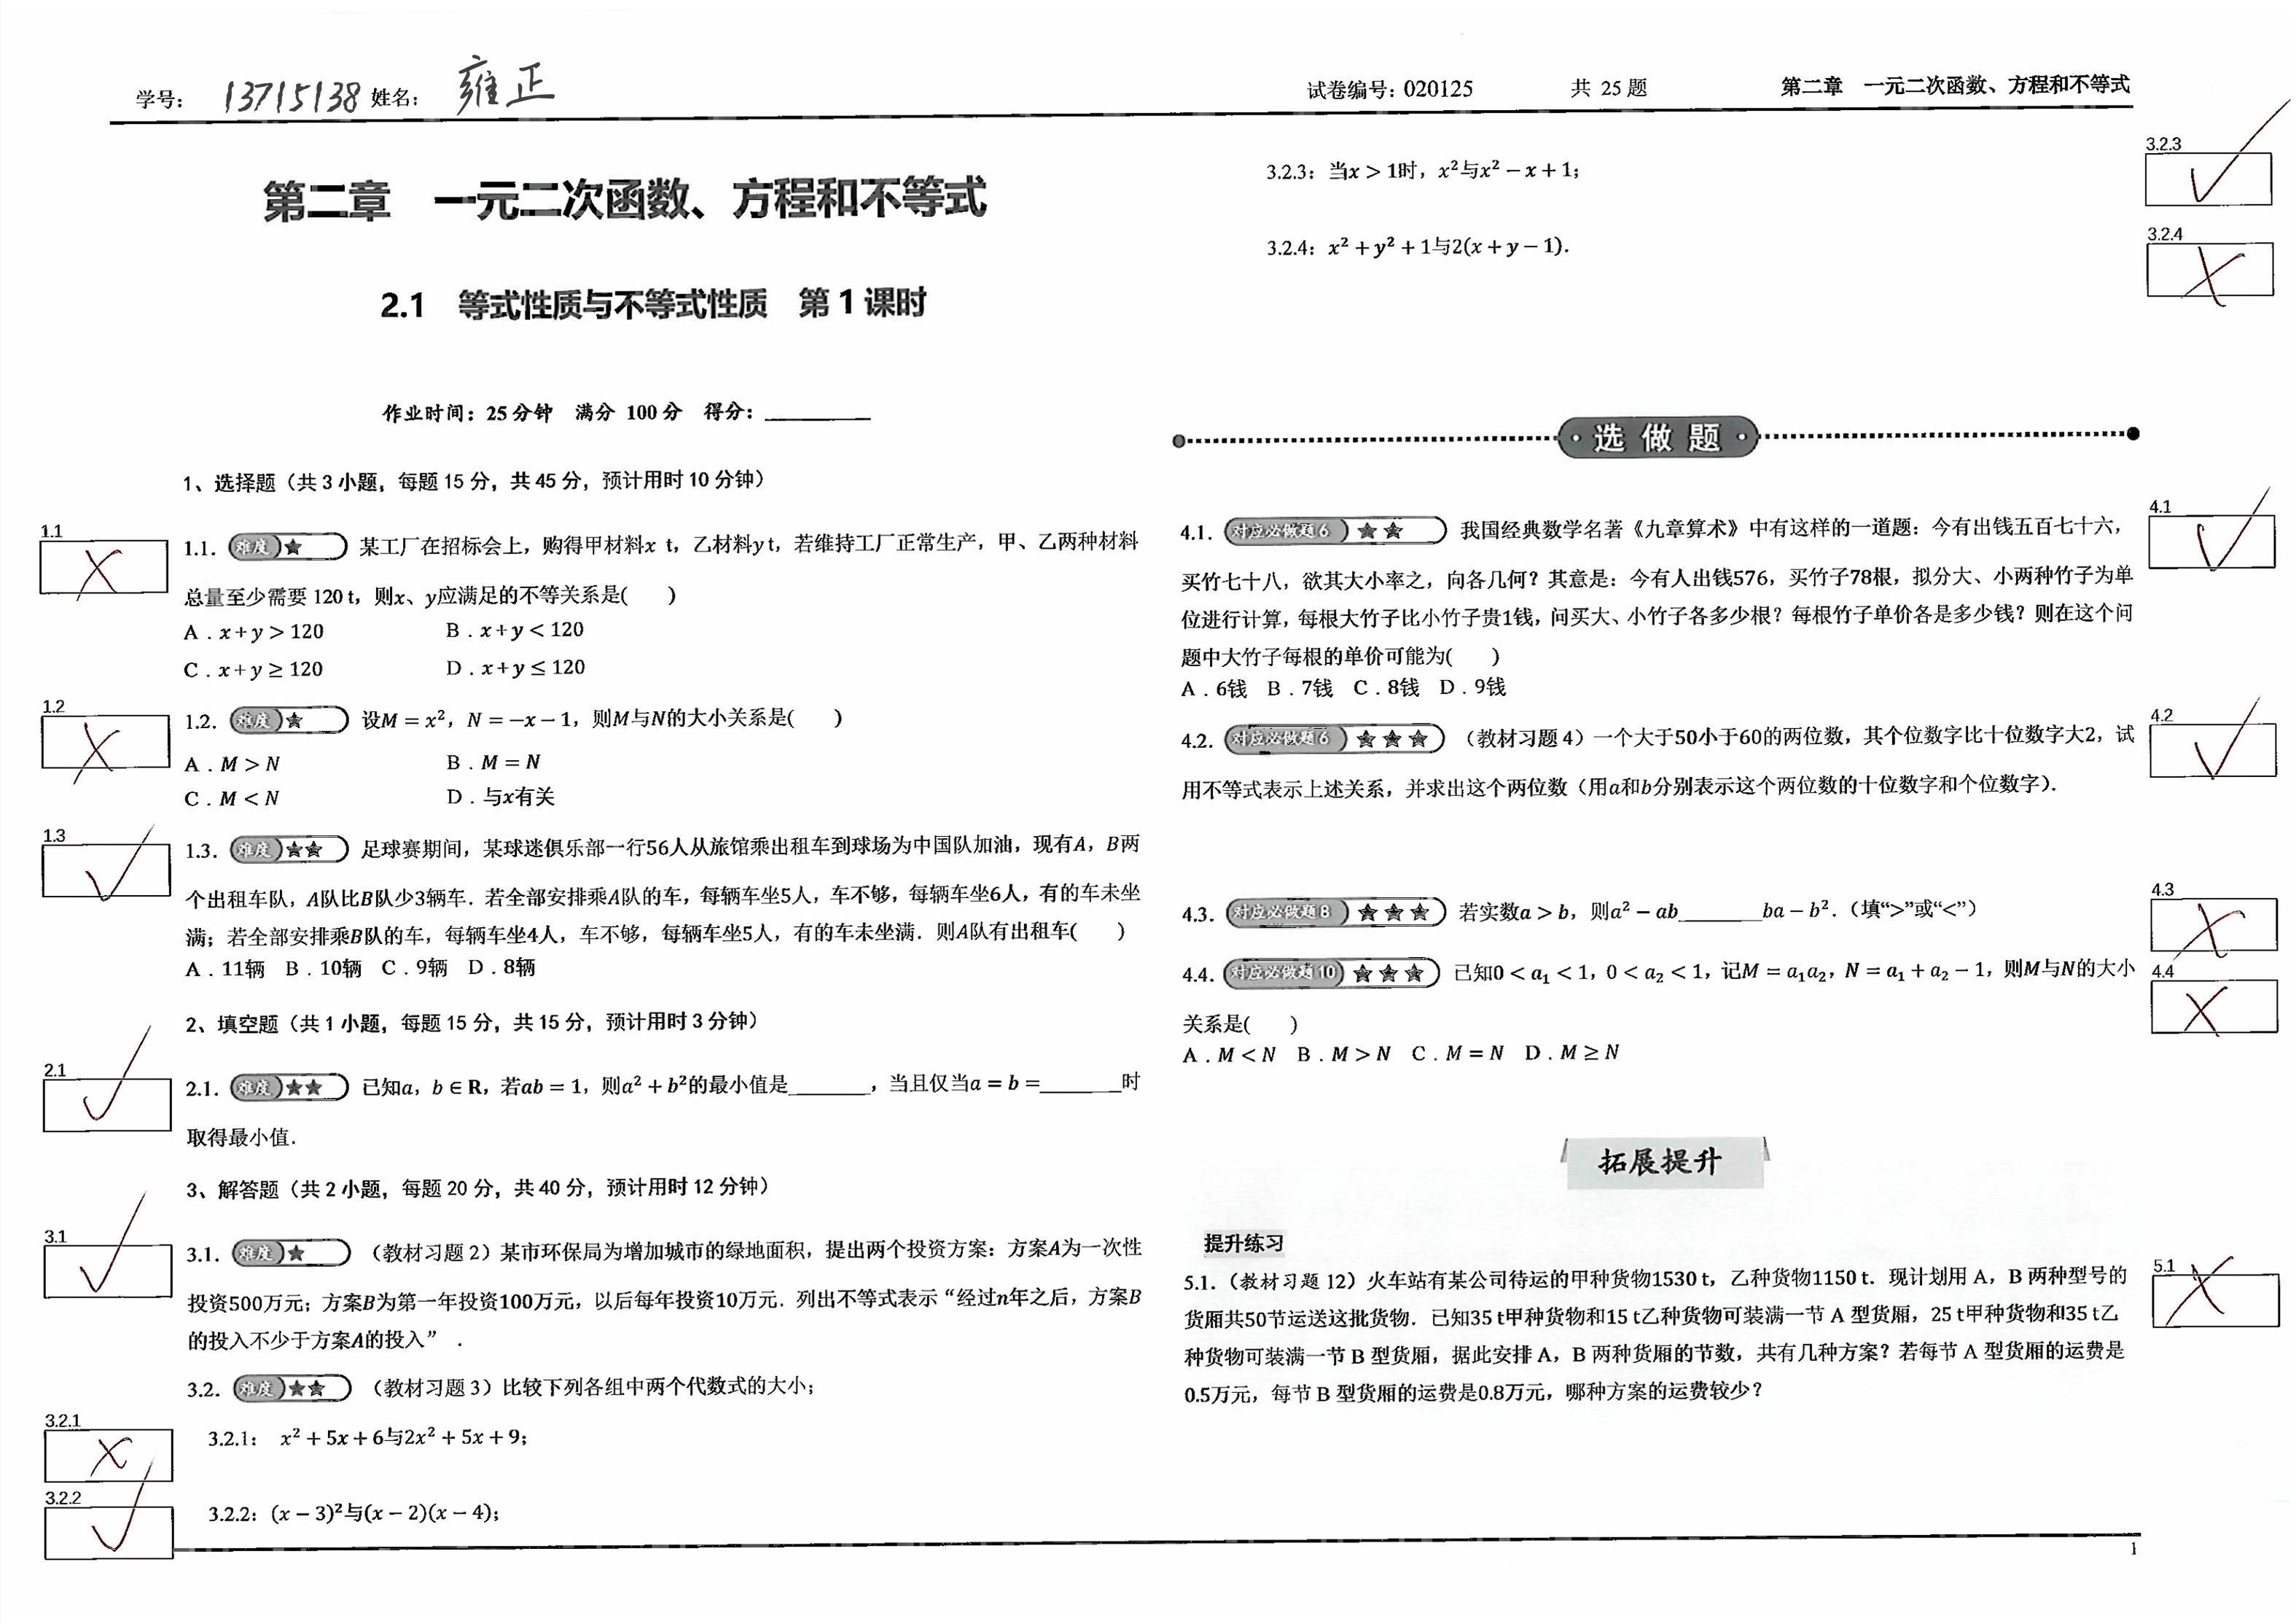 学号: 13715138 姓名: 雍正
试卷编号: 020125 共 25 题 第二章 一元二次函数、方程和不等式
第二章 一元二次函数、方程和不等式
2.1 等式性质与不等式性质 第 1 课时
作业时间: 25 分钟 满分 100 分 得分: ________
1、选择题（共 3 小题，每题 15 分，共 45 分，预计用时 10 分钟）
1.1
1.1. 难度 ★ 某工厂在招标会上，购得甲材料x t，乙材料y t，若维持工厂正常生产，甲、乙两种材料
总量至少需要 120 t，则x、y应满足的不等关系是( )
A．x + y > 120 B．x + y < 120
C．x + y ≥ 120 D．x + y ≤ 120
1.2
1.2. 难度 ★ 设M = x²，N = −x − 1，则M与N的大小关系是( )
A．M > N B．M = N
C．M < N D．与x有关
1.3
1.3. 难度 ★★ 足球赛期间，某球迷俱乐部一行56人从旅馆乘出租车到球场为中国队加油，现有A，B两
个出租车队，A队比B队少3辆车．若全部安排乘A队的车，每辆车坐5人，车不够，每辆车坐6人，有的车未坐
满；若全部安排乘B队的车，每辆车坐4人，车不够，每辆车坐5人，有的车未坐满．则A队有出租车( )
A．11辆 B．10辆 C．9辆 D．8辆
2、填空题（共 1 小题，每题 15 分，共 15 分，预计用时 3 分钟）
2.1
2.1. 难度 ★★ 已知a，b ∈ R，若ab = 1，则a² + b²的最小值是________，当且仅当a = b =________时
取得最小值．
3、解答题（共 2 小题，每题 20 分，共 40 分，预计用时 12 分钟）
3.1
3.1. 难度 ★ （教材习题 2）某市环保局为增加城市的绿地面积，提出两个投资方案：方案A为一次性
投资500万元；方案B为第一年投资100万元，以后每年投资10万元．列出不等式表示“经过n年之后，方案B
的投入不少于方案A的投入”．
3.2. 难度 ★★ （教材习题 3）比较下列各组中两个代数式的大小；
3.2.1
3.2.1: x² + 5x + 6与2x² + 5x + 9;
3.2.2
3.2.2: (x − 3)²与(x − 2)(x − 4);
3.2.3
3.2.3: 当x > 1时，x²与x² − x + 1;
3.2.4
3.2.4: x² + y² + 1与2(x + y − 1).
·选做题·
4.1
4.1. 对应必做题 6 ★★ 我国经典数学名著《九章算术》中有这样的一道题：今有出钱五百七十六，
买竹七十八，欲其大小率之，向各几何？其意是：今有人出钱576，买竹子78根，拟分大、小两种竹子为单
位进行计算，每根大竹子比小竹子贵1钱，问买大、小竹子各多少根？每根竹子单价各是多少钱？则在这个问
题中大竹子每根的单价可能为( )
A．6钱 B．7钱 C．8钱 D．9钱
4.2
4.2. 对应必做题 6 ★★★ （教材习题 4）一个大于50小于60的两位数，其个位数字比十位数字大2，试
用不等式表示上述关系，并求出这个两位数（用a和b分别表示这个两位数的十位数字和个位数字）．
4.3
4.3. 对应必做题 8 ★★★ 若实数a > b，则a² − ab________ba − b²．（填“>”或“<”）
4.4
4.4. 对应必做题 10 ★★★ 已知0 < a₁ < 1，0 < a₂ < 1，记M = a₁a₂，N = a₁ + a₂ − 1，则M与N的大小
关系是( )
A．M < N B．M > N C．M = N D．M ≥ N
拓展提升
提升练习
5.1
5.1.（教材习题 12）火车站有某公司待运的甲种货物1530 t，乙种货物1150 t．现计划用 A，B 两种型号的
货厢共50节运送这批货物．已知35 t甲种货物和15 t乙种货物可装满一节 A 型货厢，25 t甲种货物和35 t乙
种货物可装满一节 B 型货厢，据此安排 A，B 两种货厢的节数，共有几种方案？若每节 A 型货厢的运费是
0.5万元，每节 B 型货厢的运费是0.8万元，哪种方案的运费较少？
1